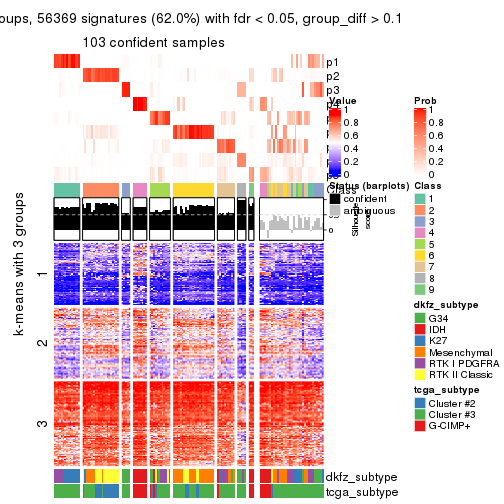 oups, 56369 signatures (62.0%) with fdr < 0.05, group_diff > 0.1
103 confident samples
p1
p2
p3
Value
1
0.8
0.6
0.4
0.2
0
Prob
1
0.8
0.6
0.4
0.2
0
Class
Status (barplots)
confident
ambiguous
Silhouette
score
0
Class
1
2
3
4
5
6
7
8
9
k-means with 3 groups
1
2
3
dkfz_subtype
G34
IDH
K27
Mesenchymal
RTK I PDGFRA
RTK II Classic
tcga_subtype
Cluster #2
Cluster #3
G-CIMP+
dkfz_subtype
tcga_subtype